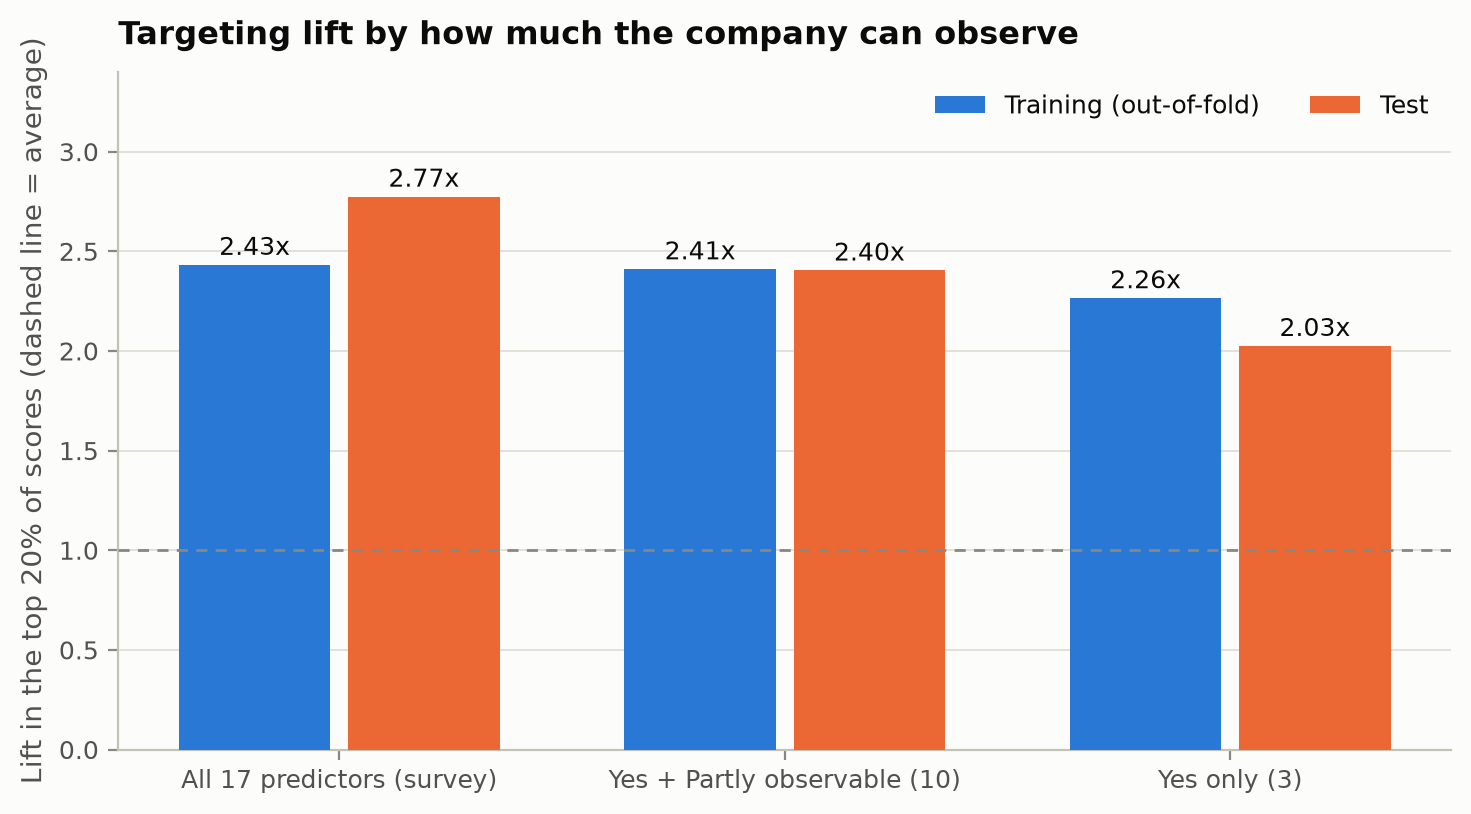 Targeting lift by how much the company can observe
Training (out-of-fold)
Test
Lift in the top 20% of scores (dashed line = average)
3.0
2.5
2.0
1.5
1.0
0.5
0.0
2.43x
2.77x
2.41x
2.40x
2.26x
2.03x
All 17 predictors (survey)
Yes + Partly observable (10)
Yes only (3)